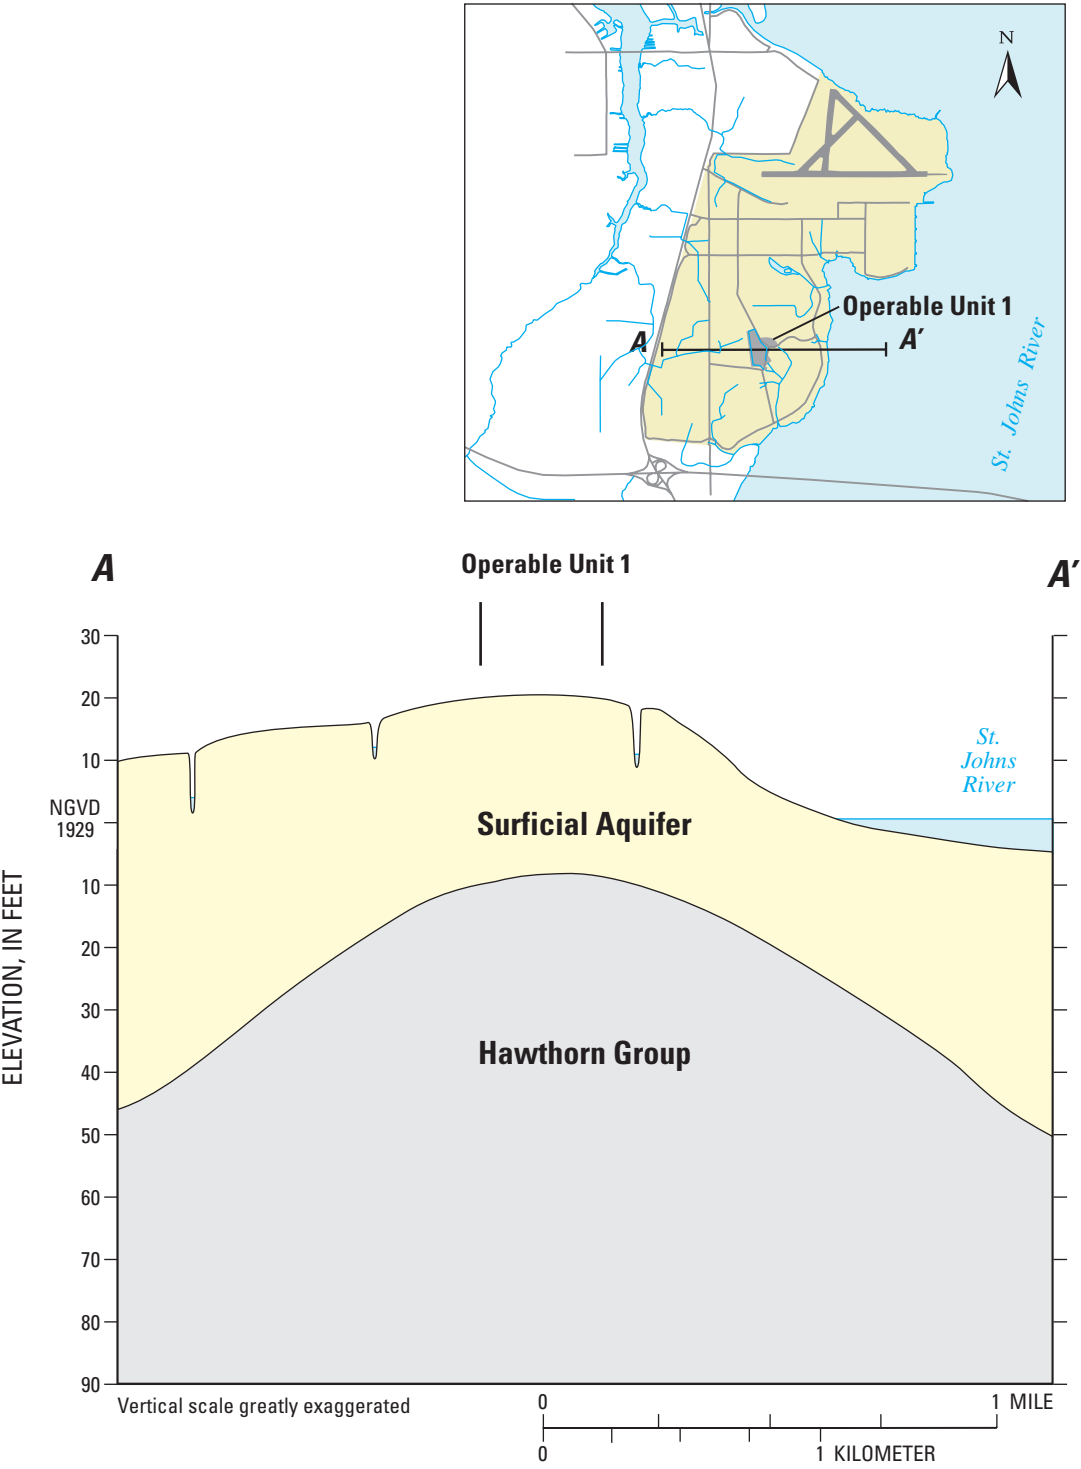 N
Operable Unit 1
A
A′
St. Johns River
A
Operable Unit 1
A′
30
20
10
NGVD
1929
10
20
30
40
50
60
70
80
90
ELEVATION, IN FEET
St.
Johns
River
Surficial Aquifer
Hawthorn Group
Vertical scale greatly exaggerated
0
1 MILE
0
1 KILOMETER